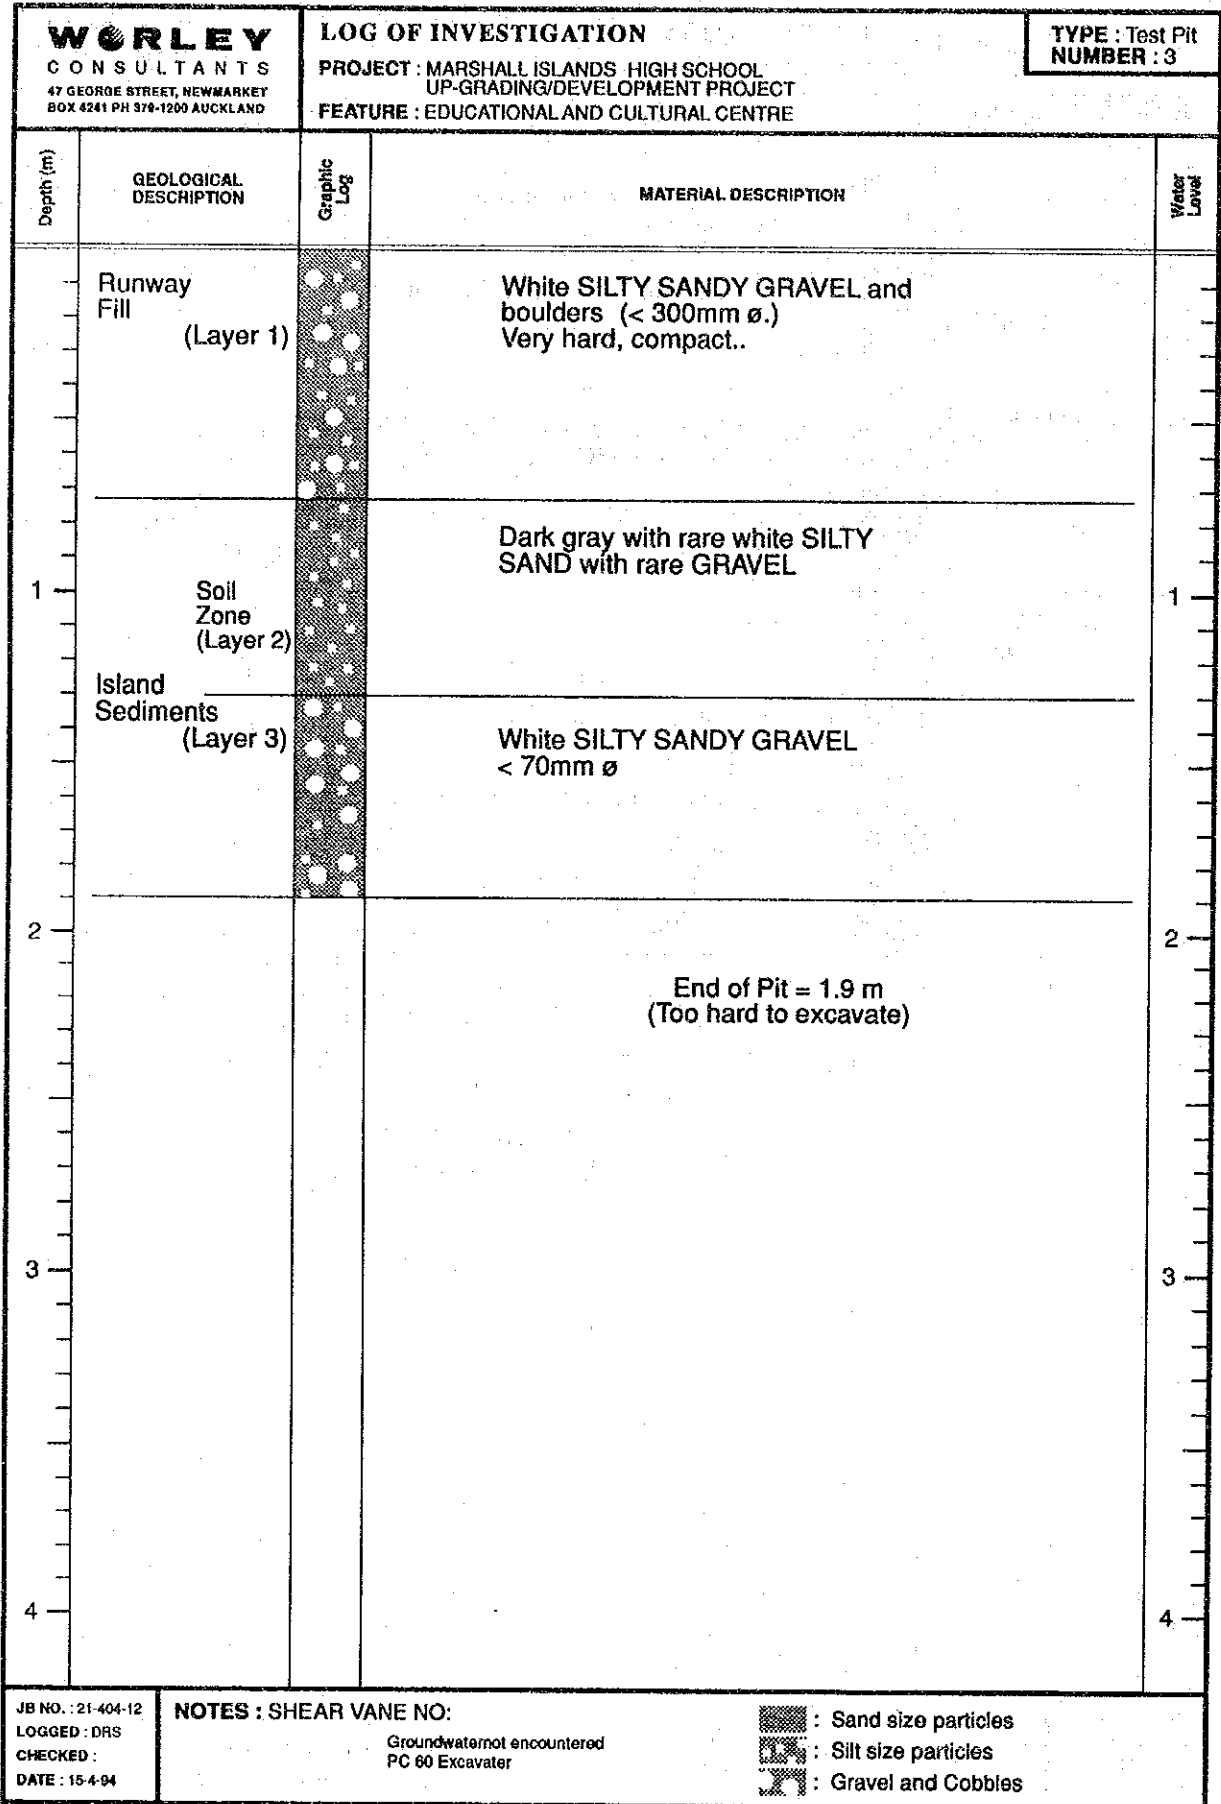 WORLEY
CONSULTANTS
47 GEORGE STREET, NEWMARKET
BOX 4241 PH 379-1200 AUCKLAND
LOG OF INVESTIGATION
PROJECT : MARSHALL ISLANDS HIGH SCHOOL
UP-GRADING/DEVELOPMENT PROJECT
FEATURE : EDUCATIONAL AND CULTURAL CENTRE
TYPE : Test Pit
NUMBER : 3
Depth (m)
GEOLOGICAL
DESCRIPTION
Graphic
Log
MATERIAL DESCRIPTION
Water
Level
Runway
Fill
(Layer 1)
White SILTY SANDY GRAVEL and
boulders (< 300mm ø.)
Very hard, compact..
Dark gray with rare white SILTY
SAND with rare GRAVEL
1
Soil
Zone
(Layer 2)
1
Island
Sediments
(Layer 3)
White SILTY SANDY GRAVEL
< 70mm ø
2
2
End of Pit = 1.9 m
(Too hard to excavate)
3
3
4
4
JB NO. : 21-404-12
LOGGED : DRS
CHECKED :
DATE : 15-4-94
NOTES : SHEAR VANE NO:
Groundwaternot encountered
PC 60 Excavater
: Sand size particles
: Silt size particles
: Gravel and Cobbles